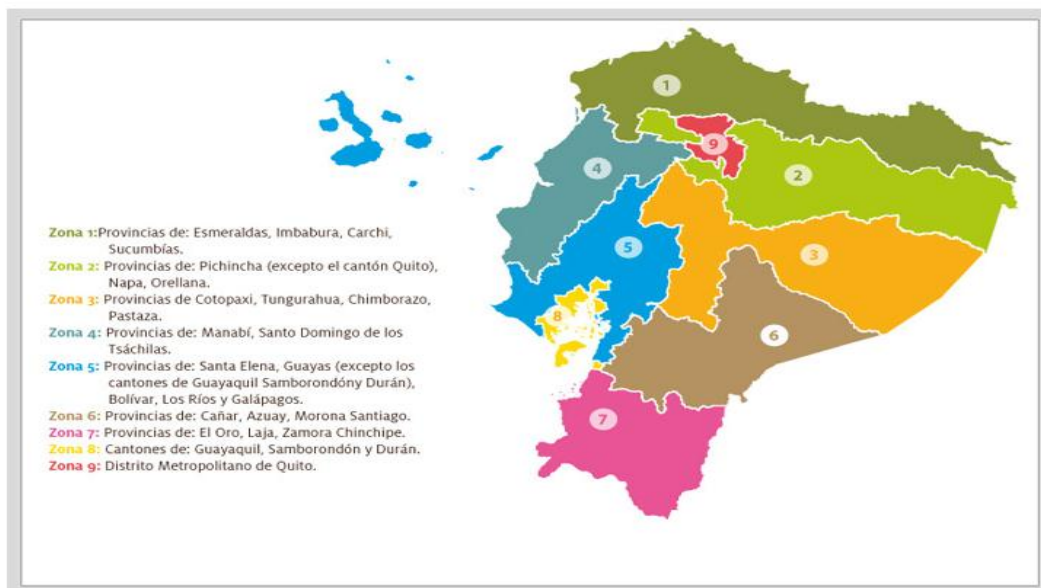 1
9
2
4
5
3
8
6
7
Zona 1:Provincias de: Esmeraldas, Imbabura, Carchi,
Sucumbías.
Zona 2: Provincias de: Pichincha (excepto el cantón Quito),
Napa, Orellana.
Zona 3: Provincias de Cotopaxi, Tungurahua, Chimborazo,
Pastaza.
Zona 4: Provincias de: Manabí, Santo Domingo de los
Tsáchilas.
Zona 5: Provincias de: Santa Elena, Guayas (excepto los
cantones de Guayaquil Samborondóny Durán),
Bolívar, Los Ríos y Galápagos.
Zona 6: Provincias de: Cañar, Azuay, Morona Santiago.
Zona 7: Provincias de: El Oro, Laja, Zamora Chinchipe.
Zona 8: Cantones de: Guayaquil, Samborondón y Durán.
Zona 9: Distrito Metropolitano de Quito.